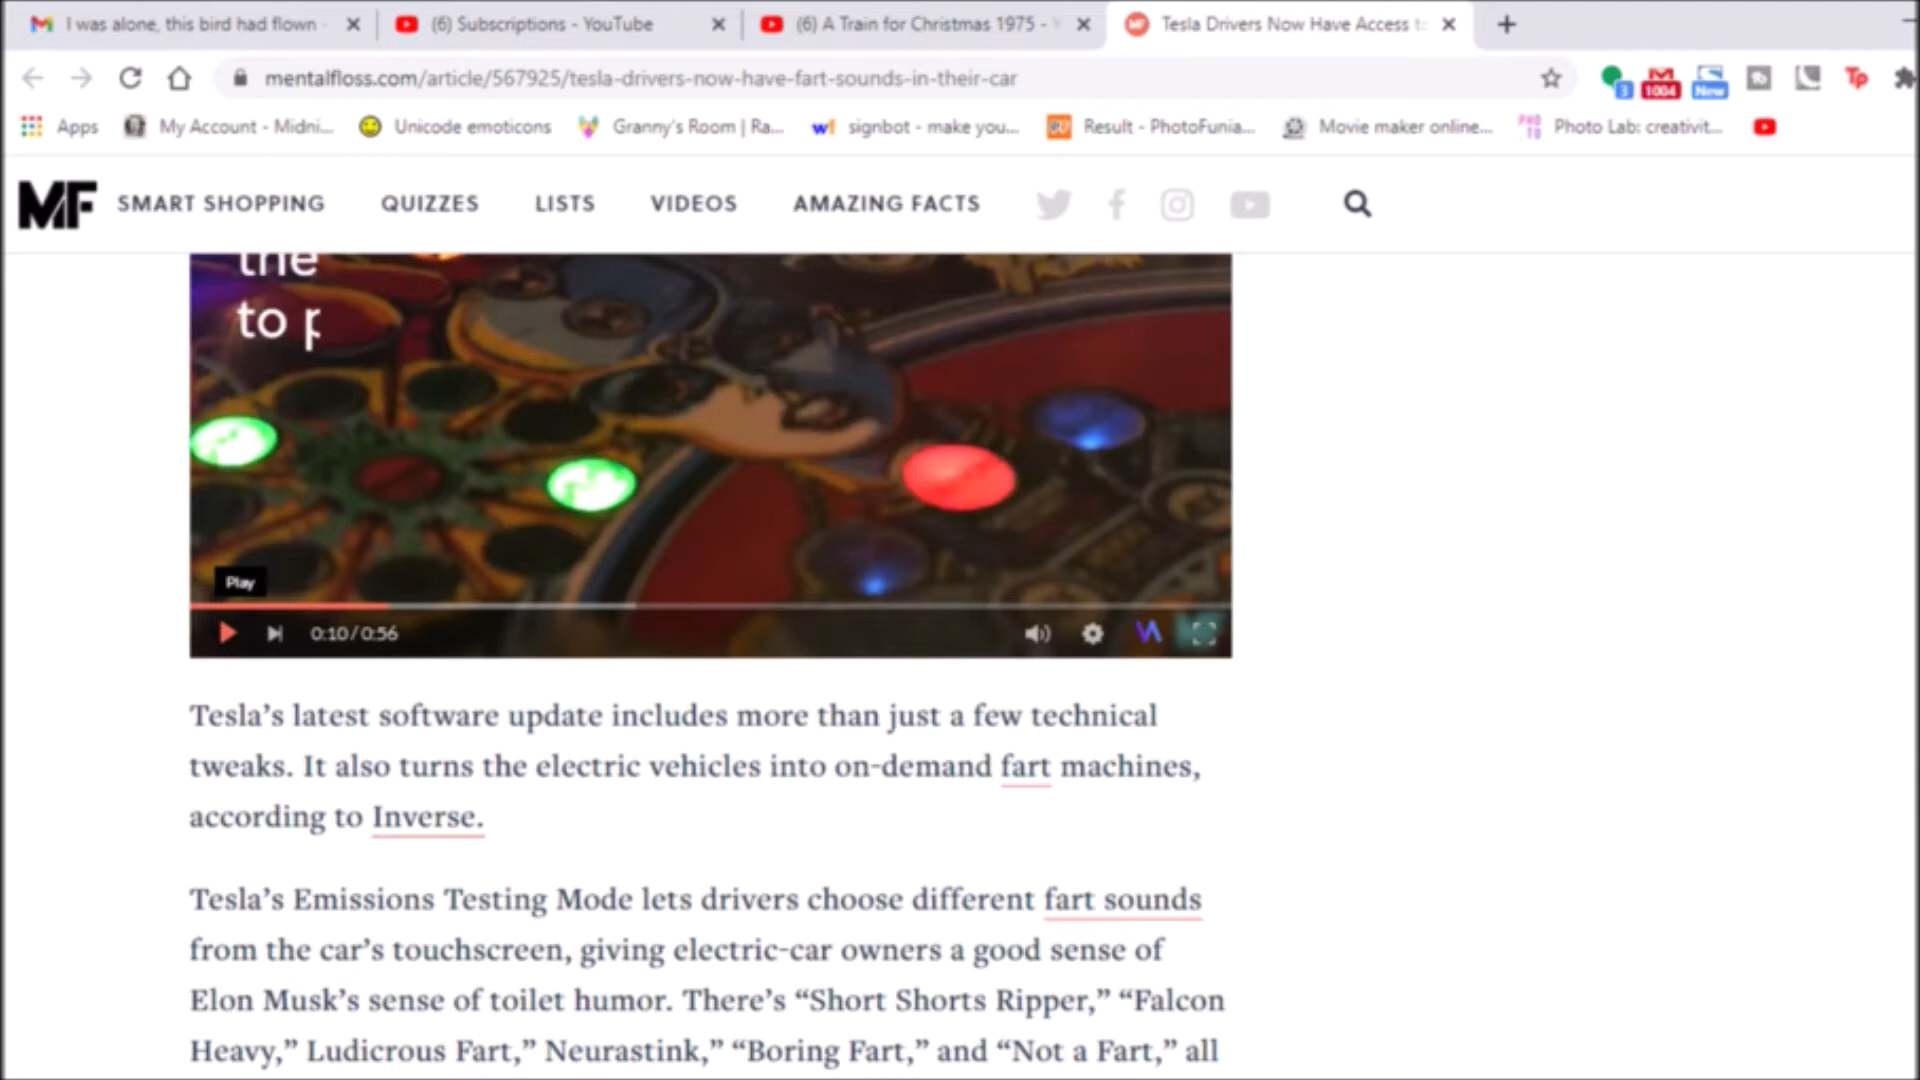 I was alone, this bird had flown
(6) Subscriptions - YouTube
(6) A Train for Christmas 1975 -
Tesla Drivers Now Have Access to
mentalfloss.com/article/567925/tesla-drivers-now-have-fart-sounds-in-their-car
3
1004
New
Tp
Apps
My Account - Midni...
Unicode emoticons
Granny's Room | Ra...
wf signbot - make you...
Result - PhotoFunia...
Movie maker online...
Photo Lab: creativit...
MF
SMART SHOPPING
QUIZZES
LISTS
VIDEOS
AMAZING FACTS
the
to p
Play
0:10/0:56
Tesla’s latest software update includes more than just a few technical
tweaks. It also turns the electric vehicles into on-demand fart machines,
according to Inverse.
Tesla’s Emissions Testing Mode lets drivers choose different fart sounds
from the car’s touchscreen, giving electric-car owners a good sense of
Elon Musk’s sense of toilet humor. There’s “Short Shorts Ripper,” “Falcon
Heavy,” Ludicrous Fart,” Neurastink,” “Boring Fart,” and “Not a Fart,” all